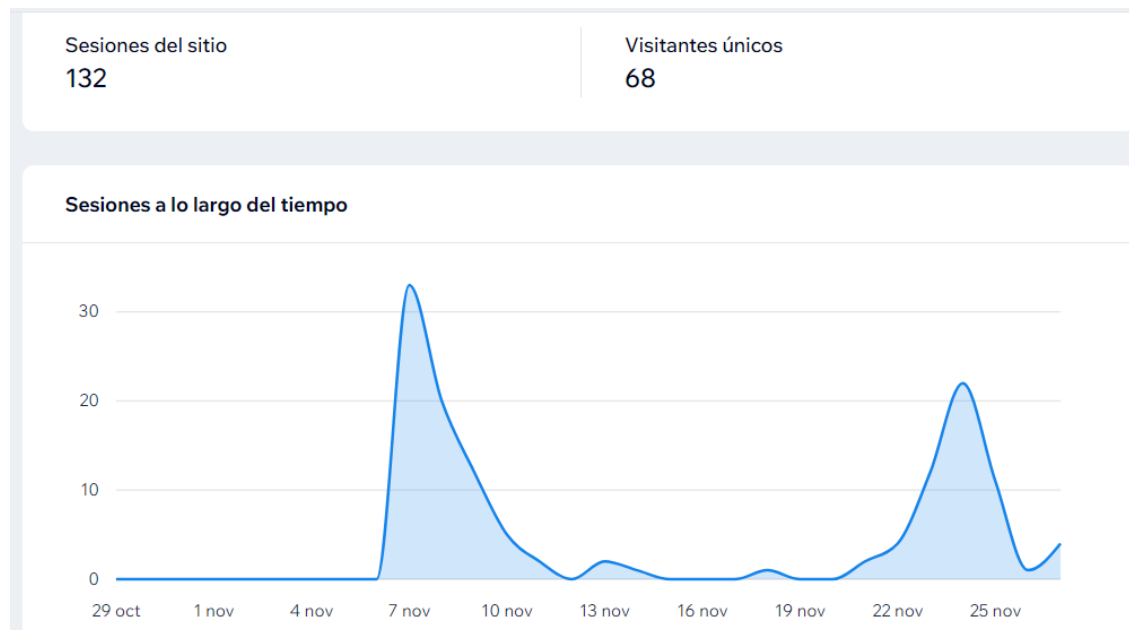 Sesiones del sitio
132
Visitantes únicos
68
Sesiones a lo largo del tiempo
30
20
10
0
29 oct 1 nov 4 nov 7 nov 10 nov 13 nov 16 nov 19 nov 22 nov 25 nov